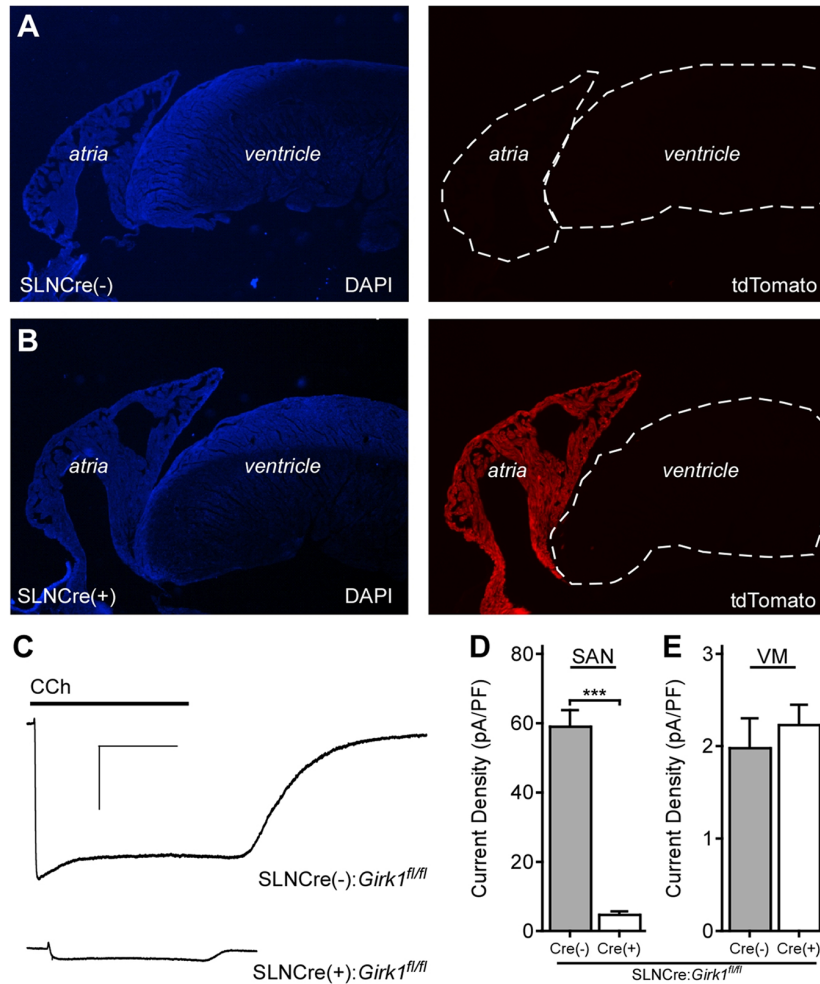 A
atria
ventricle
SLNCre(-)
DAPI
atria
ventricle
tdTomato
B
atria
ventricle
SLNCre(+)
DAPI
atria
ventricle
tdTomato
C
CCh
SLNCre(-):Girk1fl/fl
SLNCre(+):Girk1fl/fl
D
SAN
***
Current Density (pA/PF)
80
60
40
20
0
Cre(-) Cre(+)
E
VM
Current Density (pA/PF)
3
2
1
0
Cre(-) Cre(+)
SLNCre:Girk1fl/fl